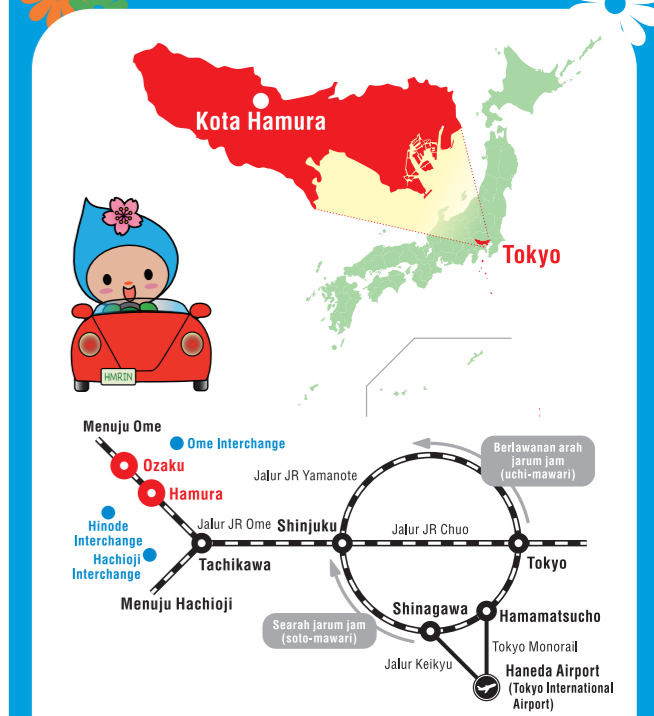 Kota Hamura
Tokyo
HMRIN
Menuju Ome
Ome Interchange
Ozaku
Hamura
Hinode
Interchange
Hachioji
Interchange
Jalur JR Ome
Tachikawa
Menuju Hachioji
Jalur JR Yamanote
Berlawanan arah
jarum jam
(uchi-mawari)
Shinjuku
Jalur JR Chuo
Tokyo
Searah jarum jam
(soto-mawari)
Shinagawa
Hamamatsucho
Jalur Keikyu
Tokyo Monorail
Haneda Airport
(Tokyo International
Airport)